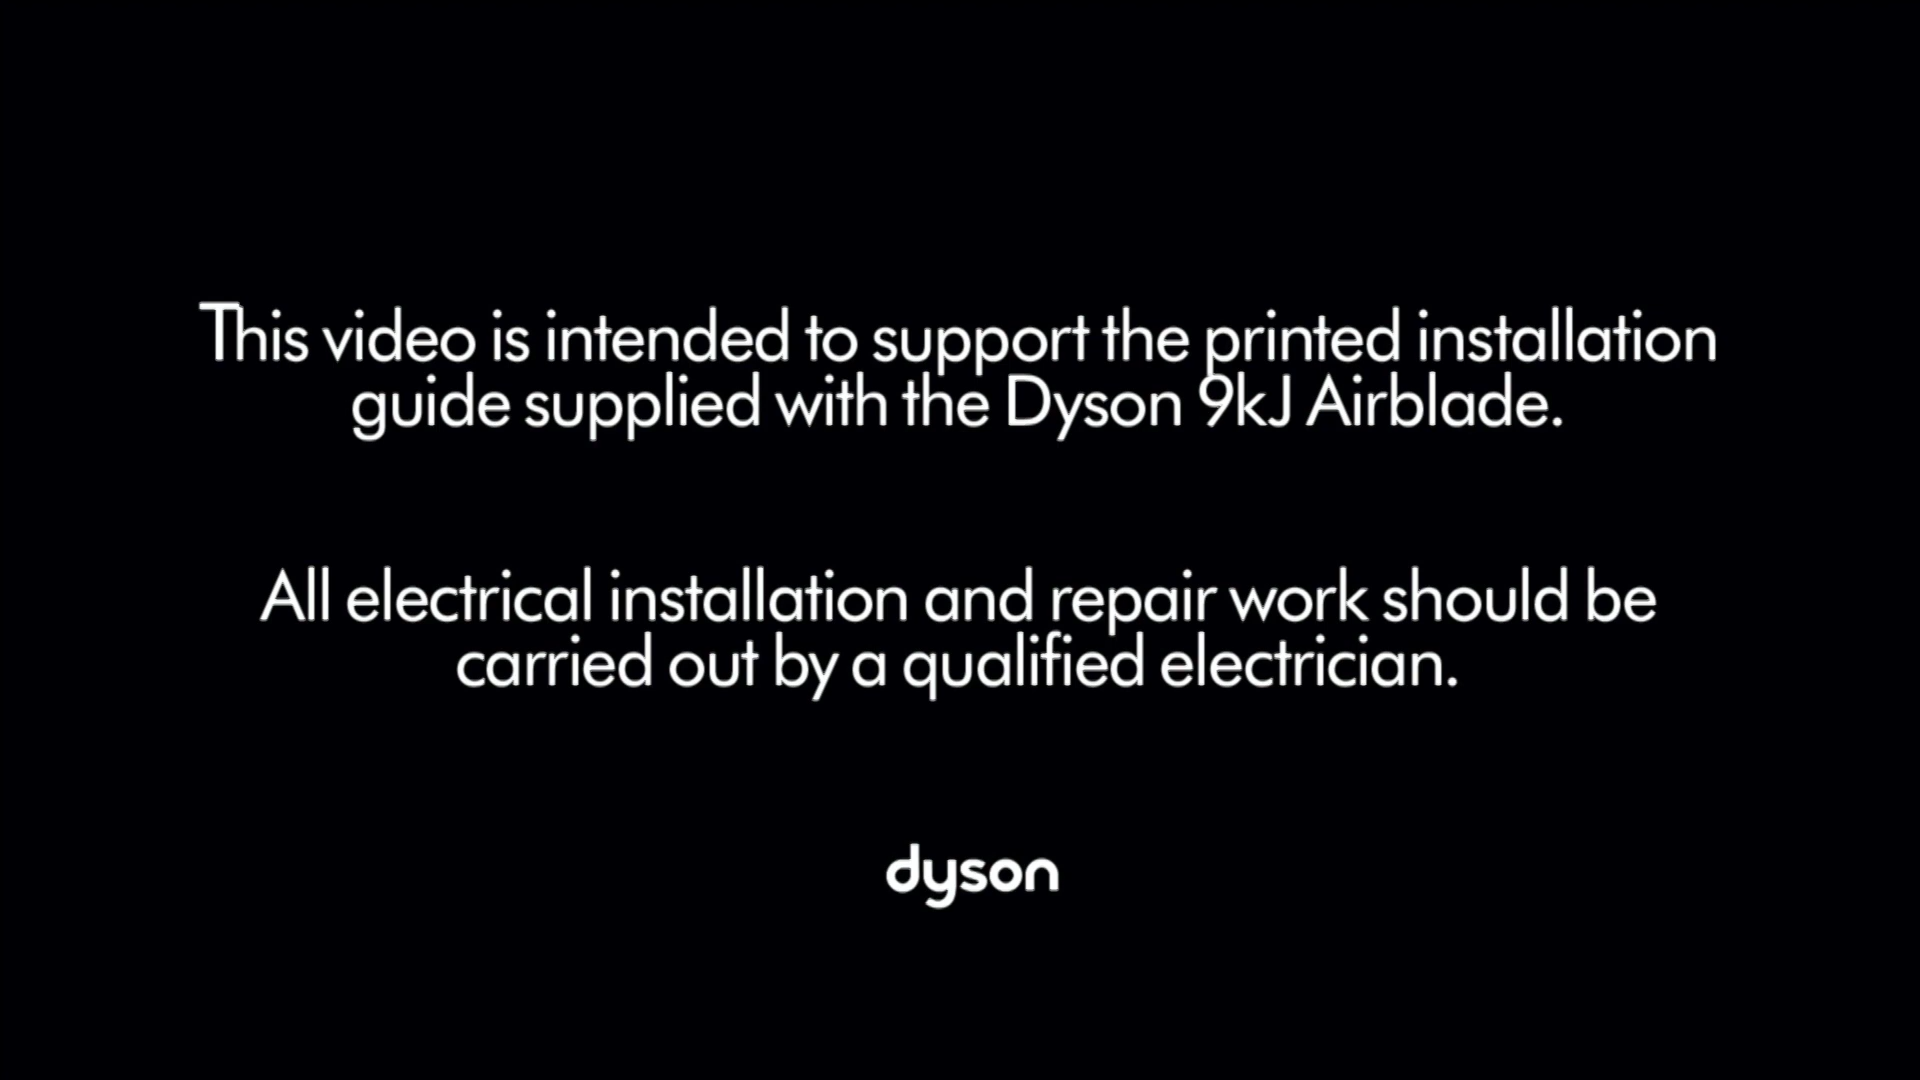 This video is intended to support the printed installation
guide supplied with the Dyson 9kJ Airblade.
All electrical installation and repair work should be
carried out by a qualified electrician.
dyson